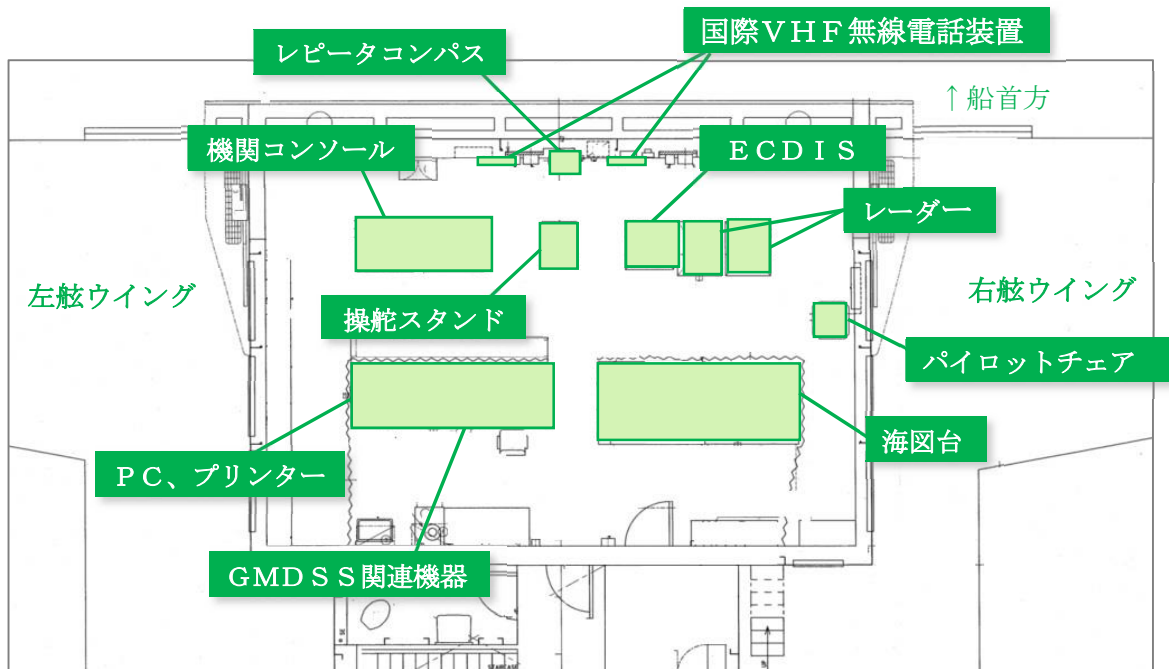 国際ＶＨＦ無線電話装置
レピータコンパス
↑船首方
機関コンソール
ＥＣＤＩＳ
レーダー
左舷ウイング
右舷ウイング
操舵スタンド
パイロットチェア
海図台
ＰＣ、プリンター
ＧＭＤＳＳ関連機器